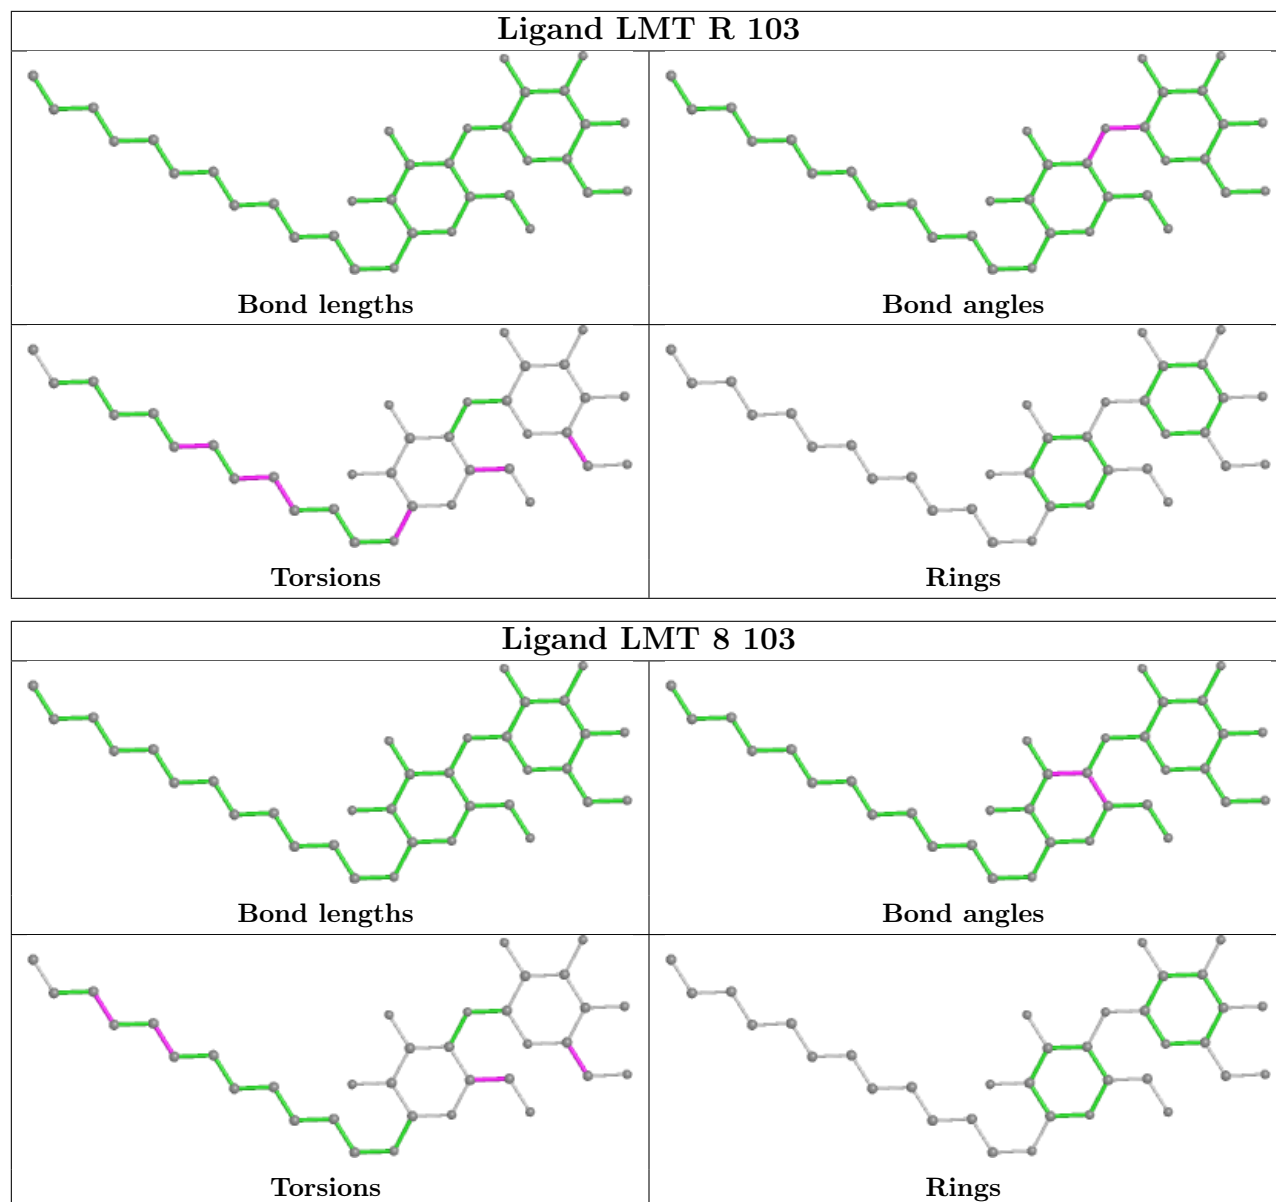 Ligand LMT R 103
Bond lengths
Bond angles
Torsions
Rings
Ligand LMT 8 103
Bond lengths
Bond angles
Torsions
Rings